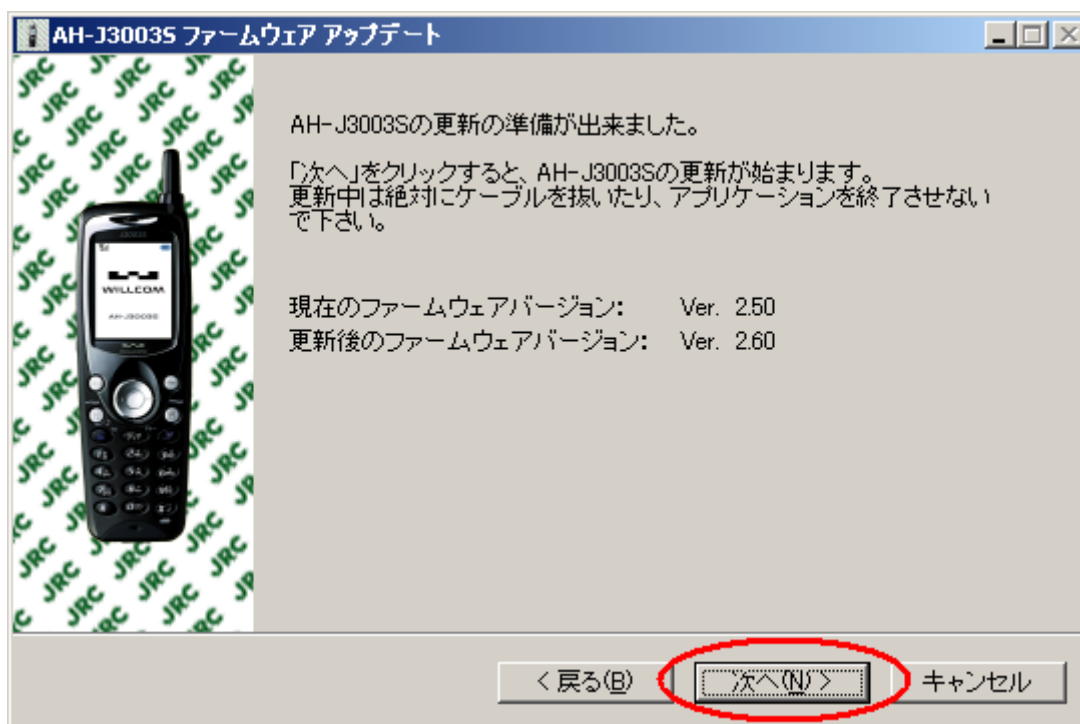 AH-J3003S ファームウェア アップデート
JRC
WILLCOM
AH-J3003S
AH-J3003Sの更新の準備が出来ました。
「次へ」をクリックすると、AH-J3003Sの更新が始まります。
更新中は絶対にケーブルを抜いたり、アプリケーションを終了させない
で下さい。
現在のファームウェアバージョン: Ver. 2.50
更新後のファームウェアバージョン: Ver. 2.60
< 戻る(B)
次へ(N) >
キャンセル